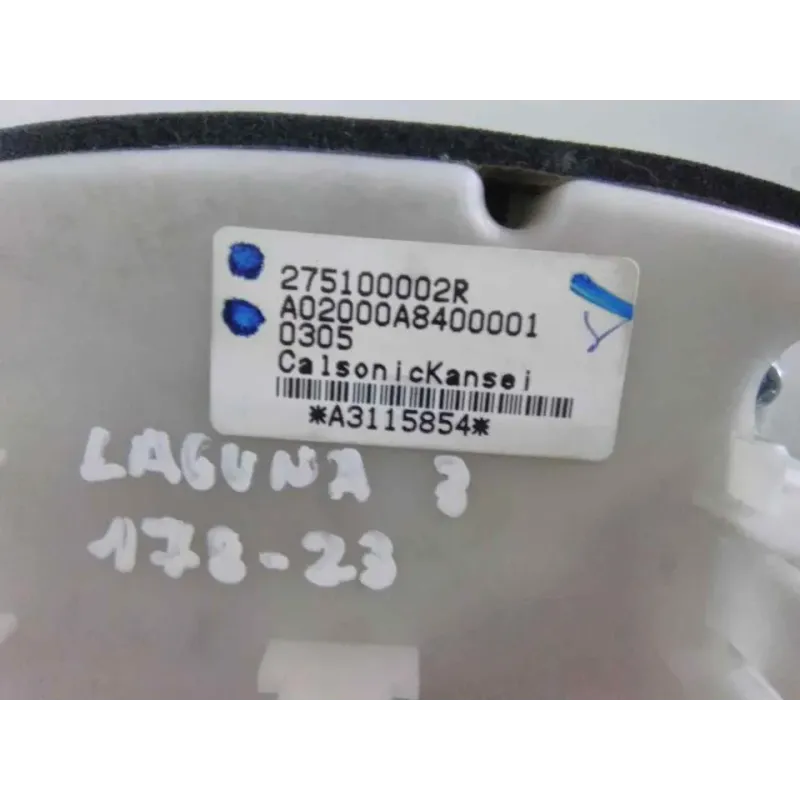 275100002R
A02000A8400001
0305
CalsonicKansei
*A3115854*
LAGUNA 3
178-23